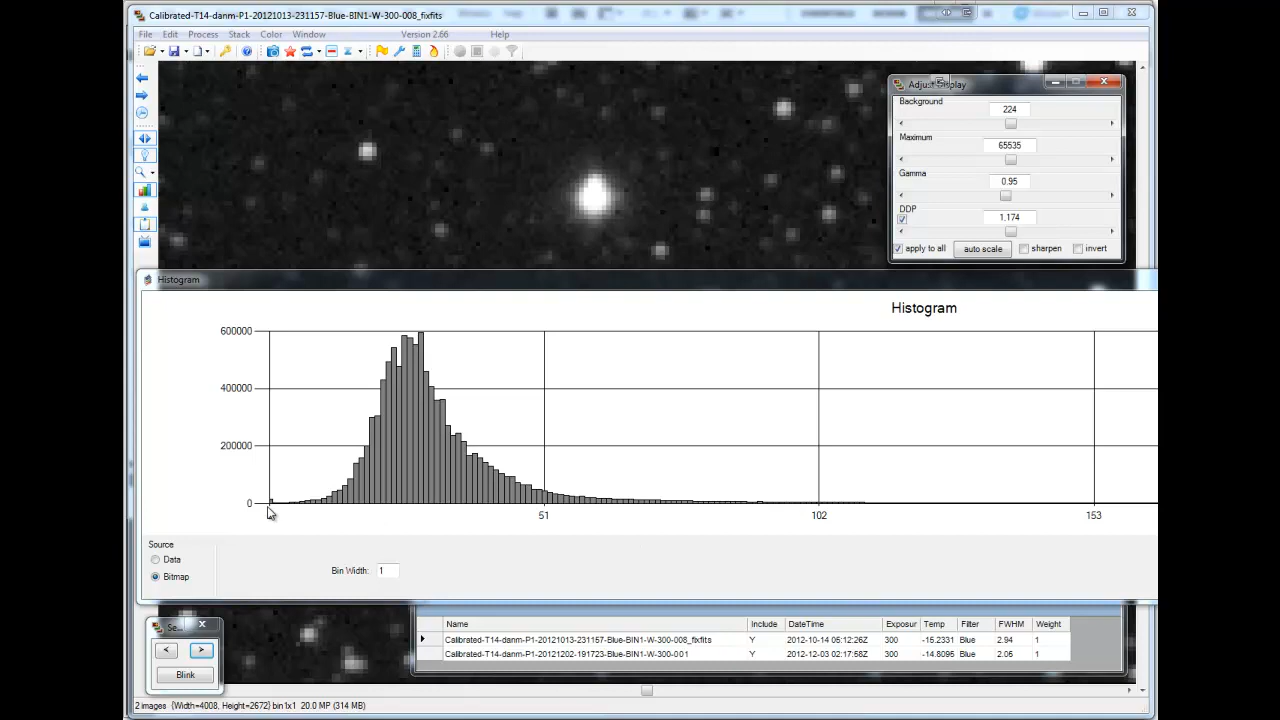 Calibrated-T14-danm-P1-20121013-231157-Blue-BIN1-W-300-008_fixfits
File Edit Process Stack Color Window Version 2.66 Help
Adjust Display
Background
224
Maximum
65535
Gamma
0.95
DDP
1.174
apply to all auto scale sharpen invert
Histogram
Histogram
600000
400000
200000
0
51 102 153
Source
Data
Bitmap
Bin Width: 1
Se...
< >
Blink
Name Include DateTime Exposur Temp Filter FWHM Weight
Calibrated-T14-danm-P1-20121013-231157-Blue-BIN1-W-300-008_fixfits Y 2012-10-14 05:12:26Z 300 -15.2331 Blue 2.94 1
Calibrated-T14-danm-P1-20121202-191723-Blue-BIN1-W-300-001 Y 2012-12-03 02:17:58Z 300 -14.8095 Blue 2.05 1
2 images (Width=4008, Height=2672) bin1x1 20.0 MP (314 MB)